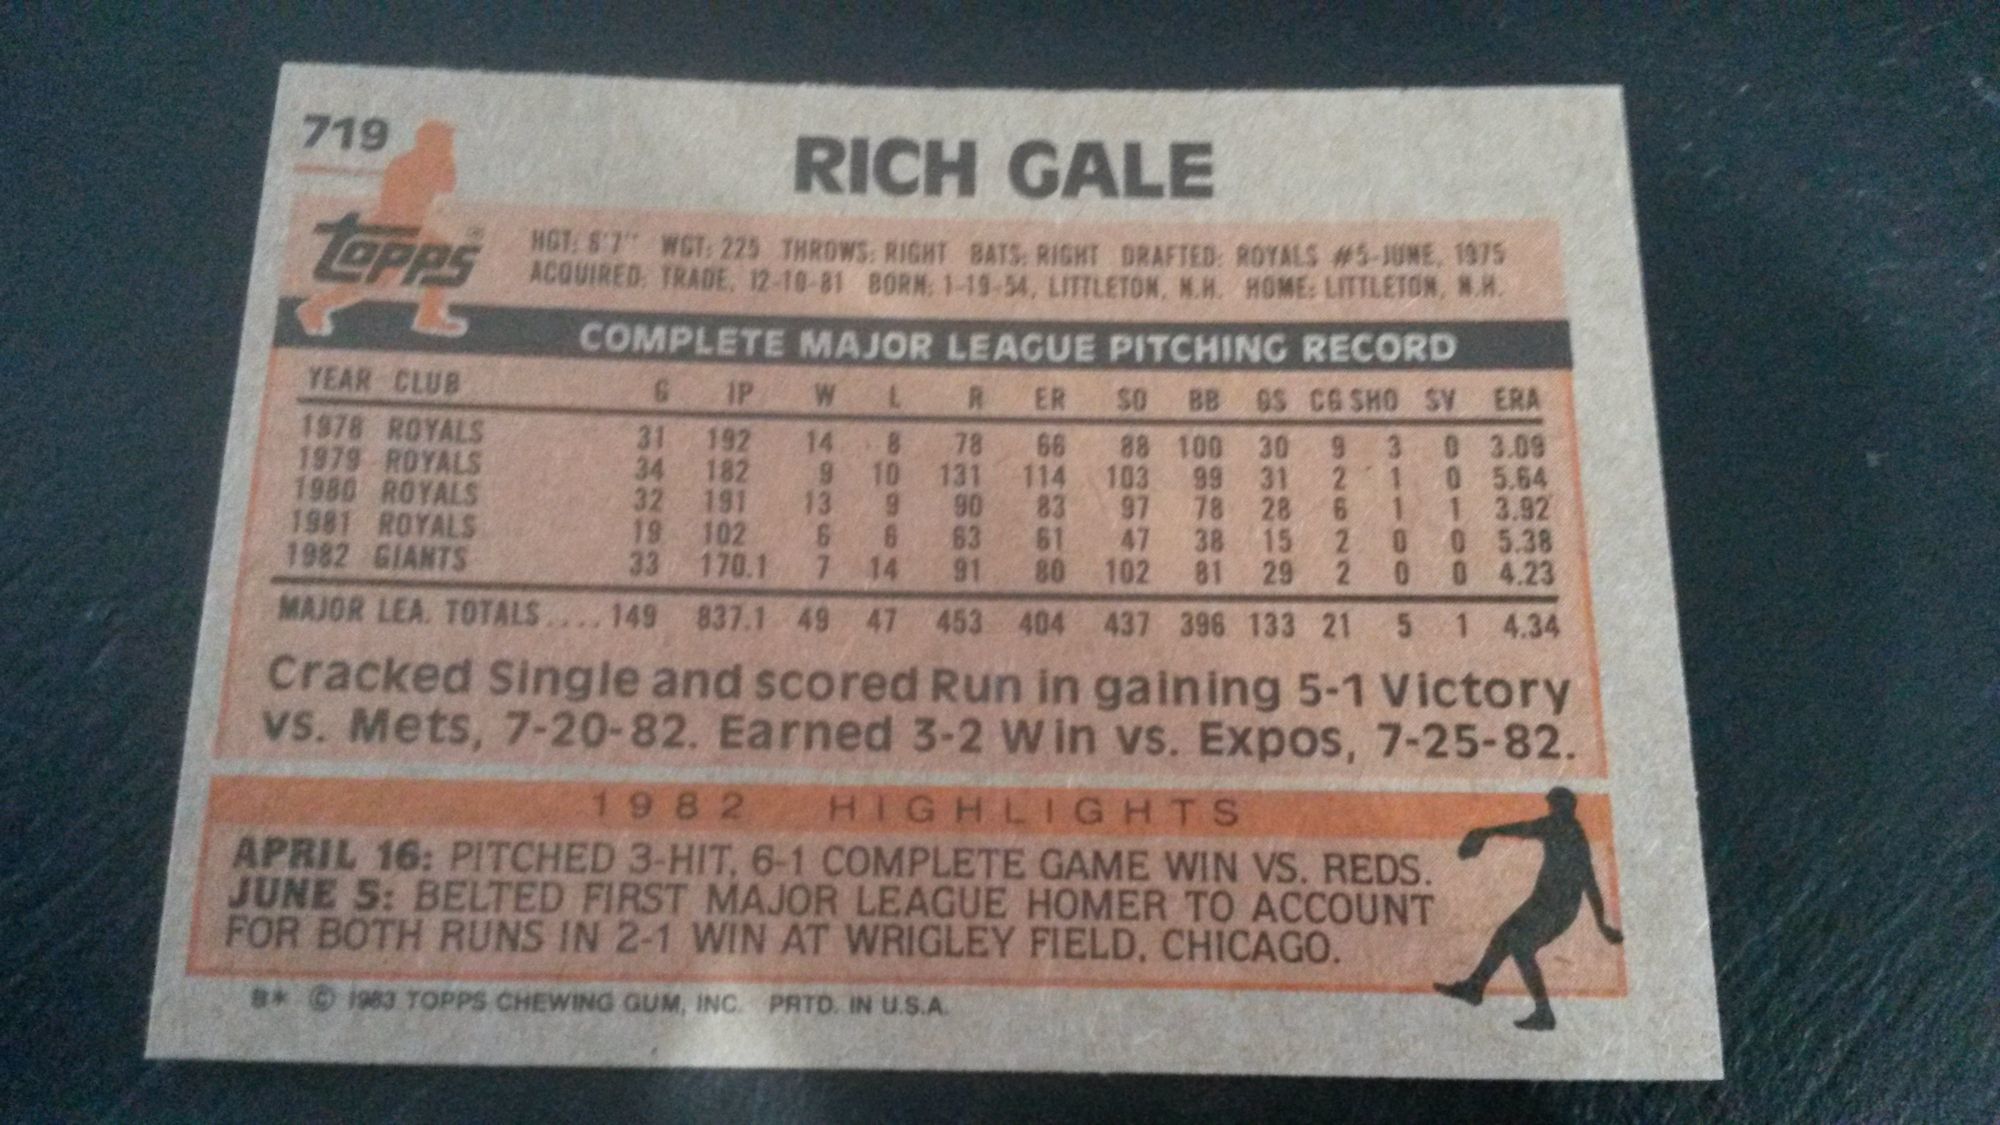 719
RICH GALE
topps®
HGT: 6'7" WGT: 225 THROWS: RIGHT BATS: RIGHT DRAFTED: ROYALS #5-JUNE, 1975
ACQUIRED: TRADE, 12-10-81 BORN: 1-19-54, LITTLETON, N.H. HOME: LITTLETON, N.H.
COMPLETE MAJOR LEAGUE PITCHING RECORD
YEAR CLUB G IP W L R ER SO BB GS CG SHO SV ERA
1978 ROYALS 31 192 14 8 78 66 88 100 30 9 3 0 3.09
1979 ROYALS 34 182 9 10 131 114 103 99 31 2 1 0 5.64
1980 ROYALS 32 191 13 9 90 83 97 78 28 6 1 1 3.92
1981 ROYALS 19 102 6 6 63 61 47 38 15 2 0 0 5.38
1982 GIANTS 33 170.1 7 14 91 80 102 81 29 2 0 0 4.23
MAJOR LEA. TOTALS.... 149 837.1 49 47 453 404 437 396 133 21 5 1 4.34
Cracked Single and scored Run in gaining 5-1 Victory
vs. Mets, 7-20-82. Earned 3-2 Win vs. Expos, 7-25-82.
1982 HIGHLIGHTS
APRIL 16: PITCHED 3-HIT, 6-1 COMPLETE GAME WIN VS. REDS.
JUNE 5: BELTED FIRST MAJOR LEAGUE HOMER TO ACCOUNT
FOR BOTH RUNS IN 2-1 WIN AT WRIGLEY FIELD, CHICAGO.
B* © 1983 TOPPS CHEWING GUM, INC. PRTD. IN U.S.A.